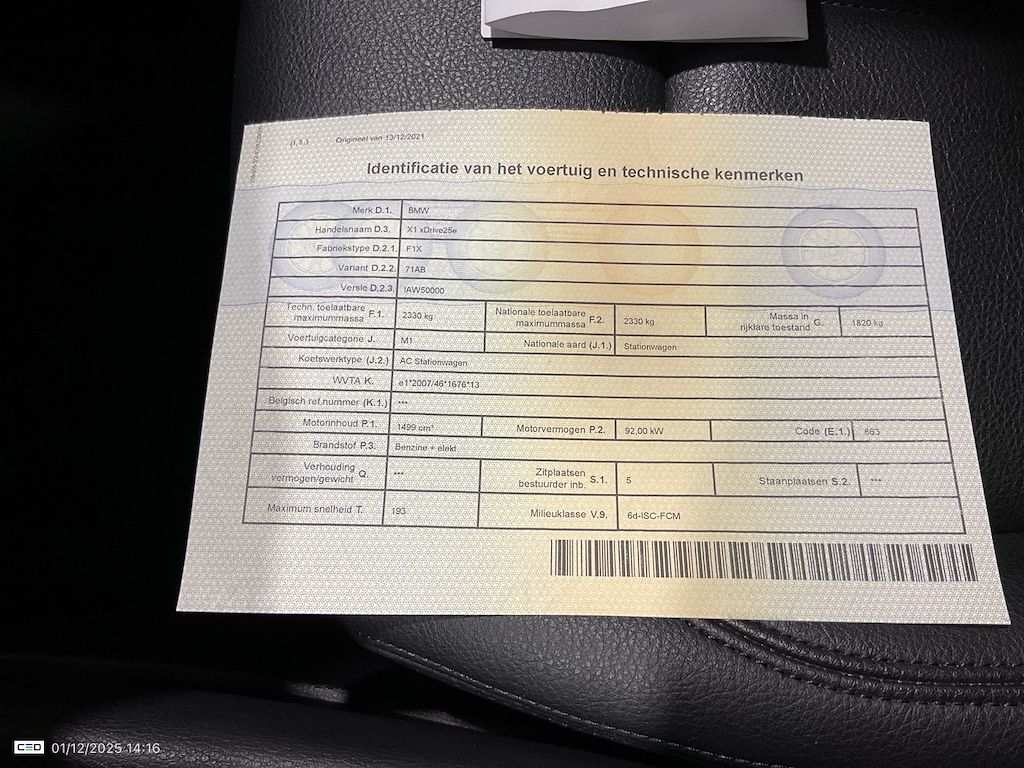 (I.1.) Origineel van 13/12/2021
Identificatie van het voertuig en technische kenmerken
Merk D.1. BMW
Handelsnaam D.3. X1 xDrive25e
Fabriekstype D.2.1. F1X
Variant D.2.2. 71AB
Versie D.2.3. IAW50000
Techn. toelaatbare maximummassa F.1. 2330 kg Nationale toelaatbare maximummassa F.2. 2330 kg Massa in rijklare toestand G. 1820 kg
Voertuigcategorie J. M1 Nationale aard (J.1.) Stationwagen
Koetswerktype (J.2.) AC Stationwagen
WVTA K. e1*2007/46*1676*13
Belgisch ref.nummer (K.1.) ***
Motorinhoud P.1. 1499 cm³ Motorvermogen P.2. 92,00 kW Code (E.1.) 863
Brandstof P.3. Benzine + elekt
Verhouding vermogen/gewicht Q. *** Zitplaatsen bestuurder inb. S.1. 5 Staanplaatsen S.2. ***
Maximum snelheid T. 193 Milieuklasse V.9. 6d-ISC-FCM
01/12/2025 14:16